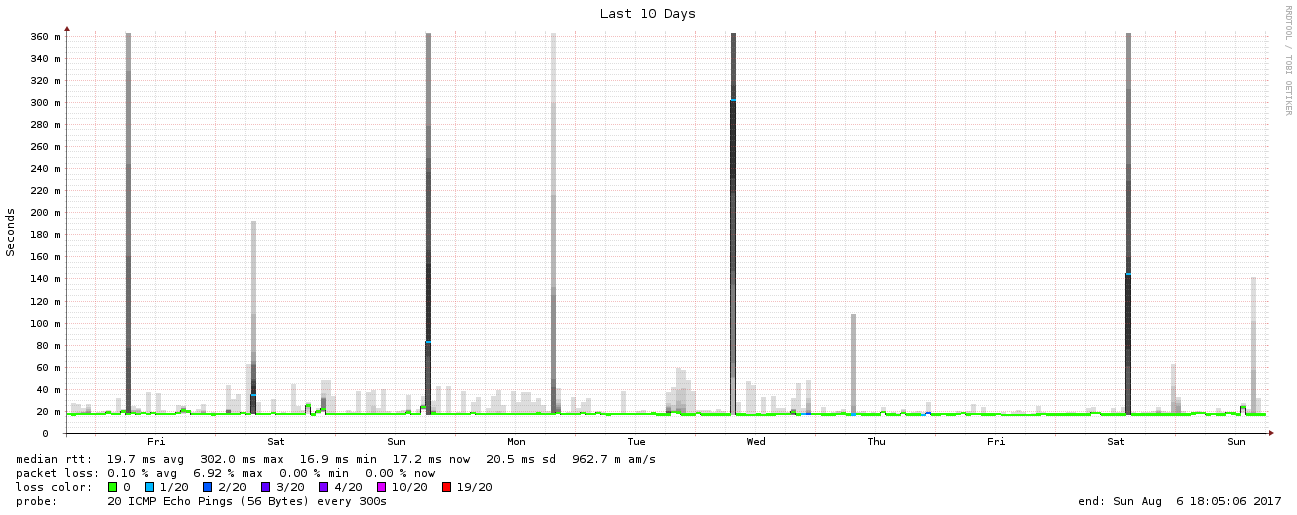 Last 10 Days
RRDTOOL / TOBI OETIKER
Seconds
360 m
340 m
320 m
300 m
280 m
260 m
240 m
220 m
200 m
180 m
160 m
140 m
120 m
100 m
80 m
60 m
40 m
20 m
0
Fri Sat Sun Mon Tue Wed Thu Fri Sat Sun
median rtt: 19.7 ms avg 302.0 ms max 16.9 ms min 17.2 ms now 20.5 ms sd 962.7 m am/s
packet loss: 0.10 % avg 6.92 % max 0.00 % min 0.00 % now
loss color: 0 1/20 2/20 3/20 4/20 10/20 19/20
probe: 20 ICMP Echo Pings (56 Bytes) every 300s end: Sun Aug 6 18:05:06 2017